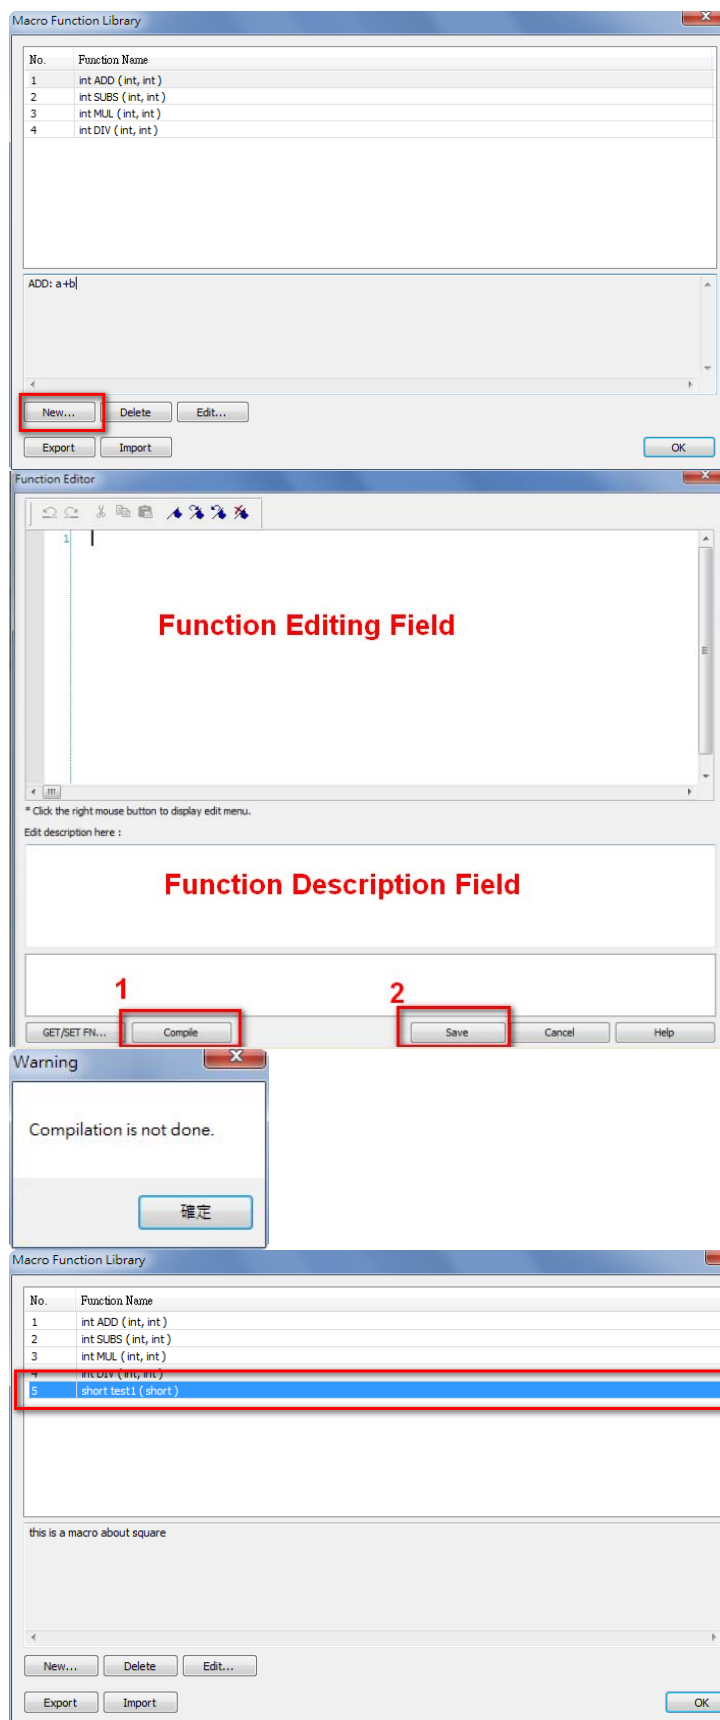 Macro Function Library
No. Function Name
1 int ADD ( int, int )
2 int SUBS ( int, int )
3 int MUL ( int, int )
4 int DIV ( int, int )
ADD: a+b
New... Delete Edit...
Export Import OK
Function Editor
1
Function Editing Field
* Click the right mouse button to display edit menu.
Edit description here :
Function Description Field
1 2
GET/SET FN... Compile Save Cancel Help
Warning
Compilation is not done.
確定
Macro Function Library
No. Function Name
1 int ADD ( int, int )
2 int SUBS ( int, int )
3 int MUL ( int, int )
4 int DIV ( int, int )
5 short test1 ( short )
this is a macro about square
New... Delete Edit...
Export Import OK